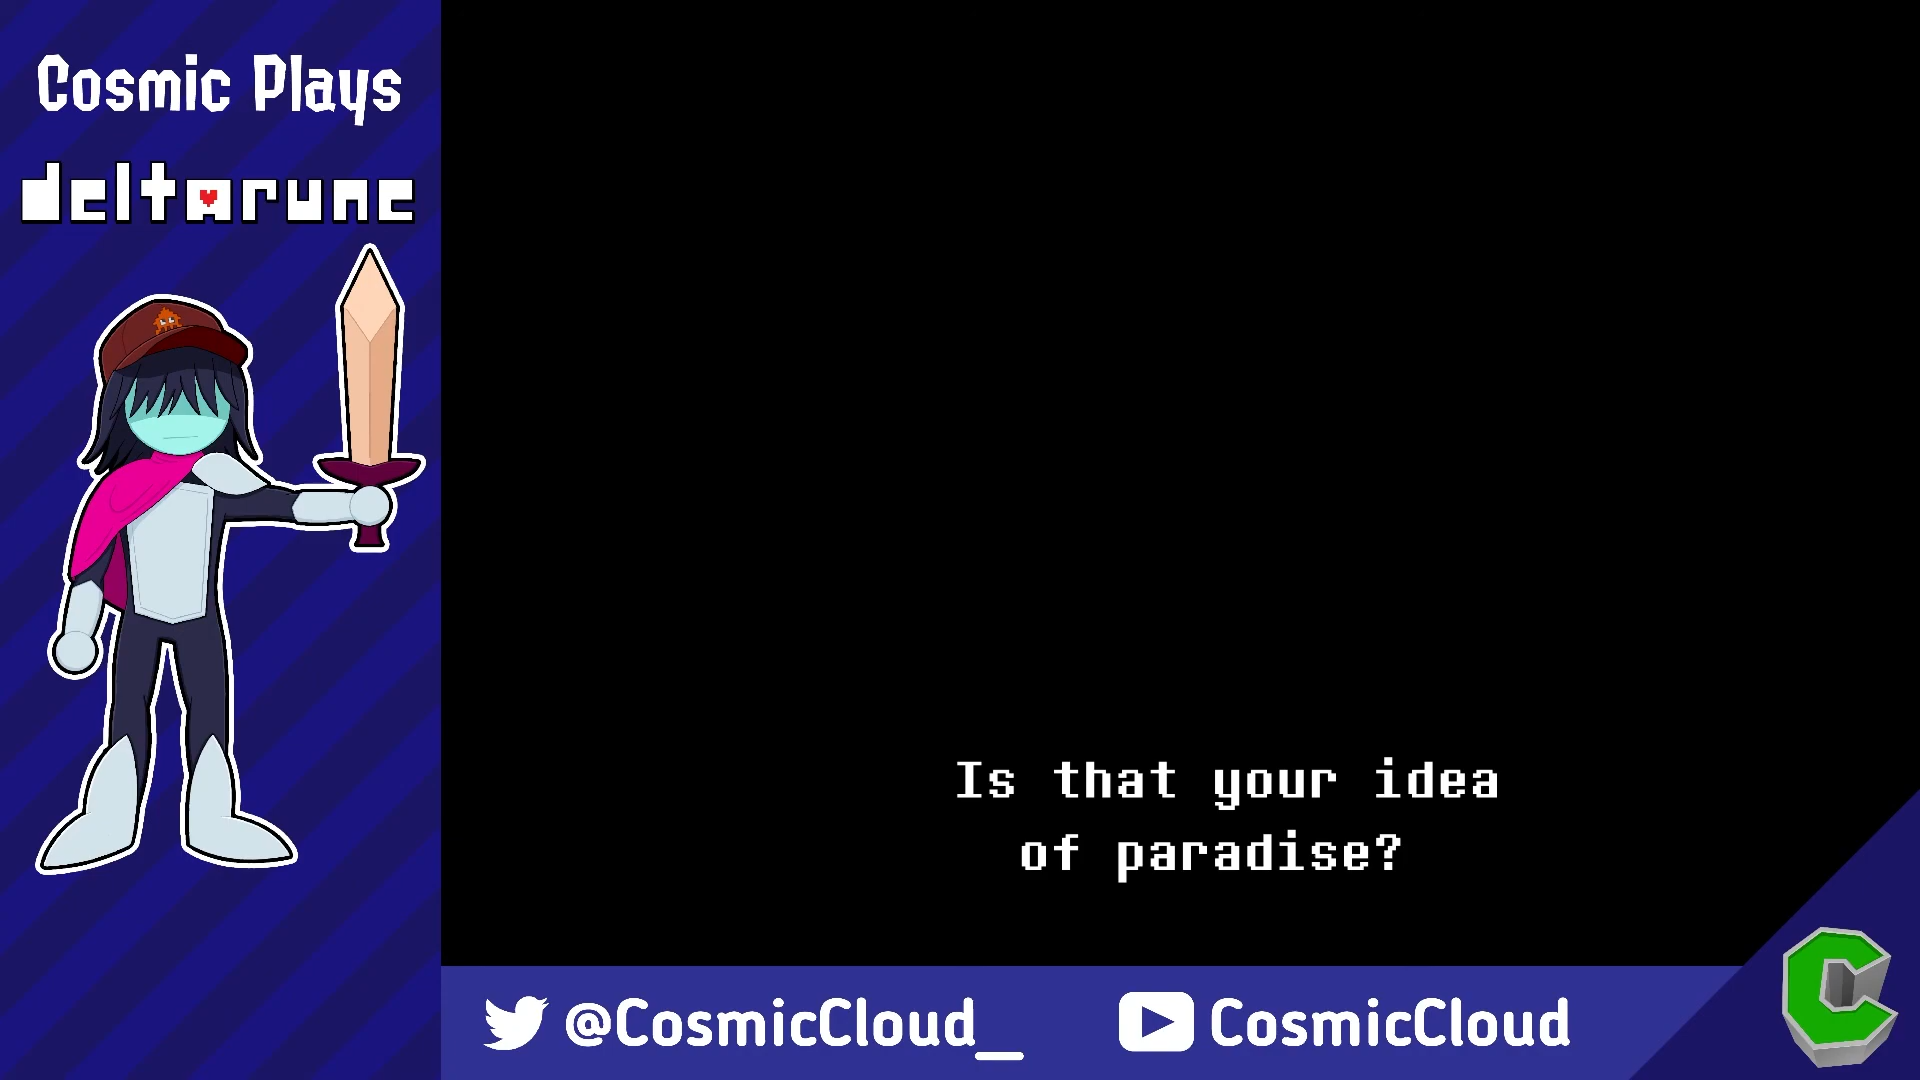 Cosmic Plays
deltarune
Is that your idea
of paradise?
@CosmicCloud_
CosmicCloud
C